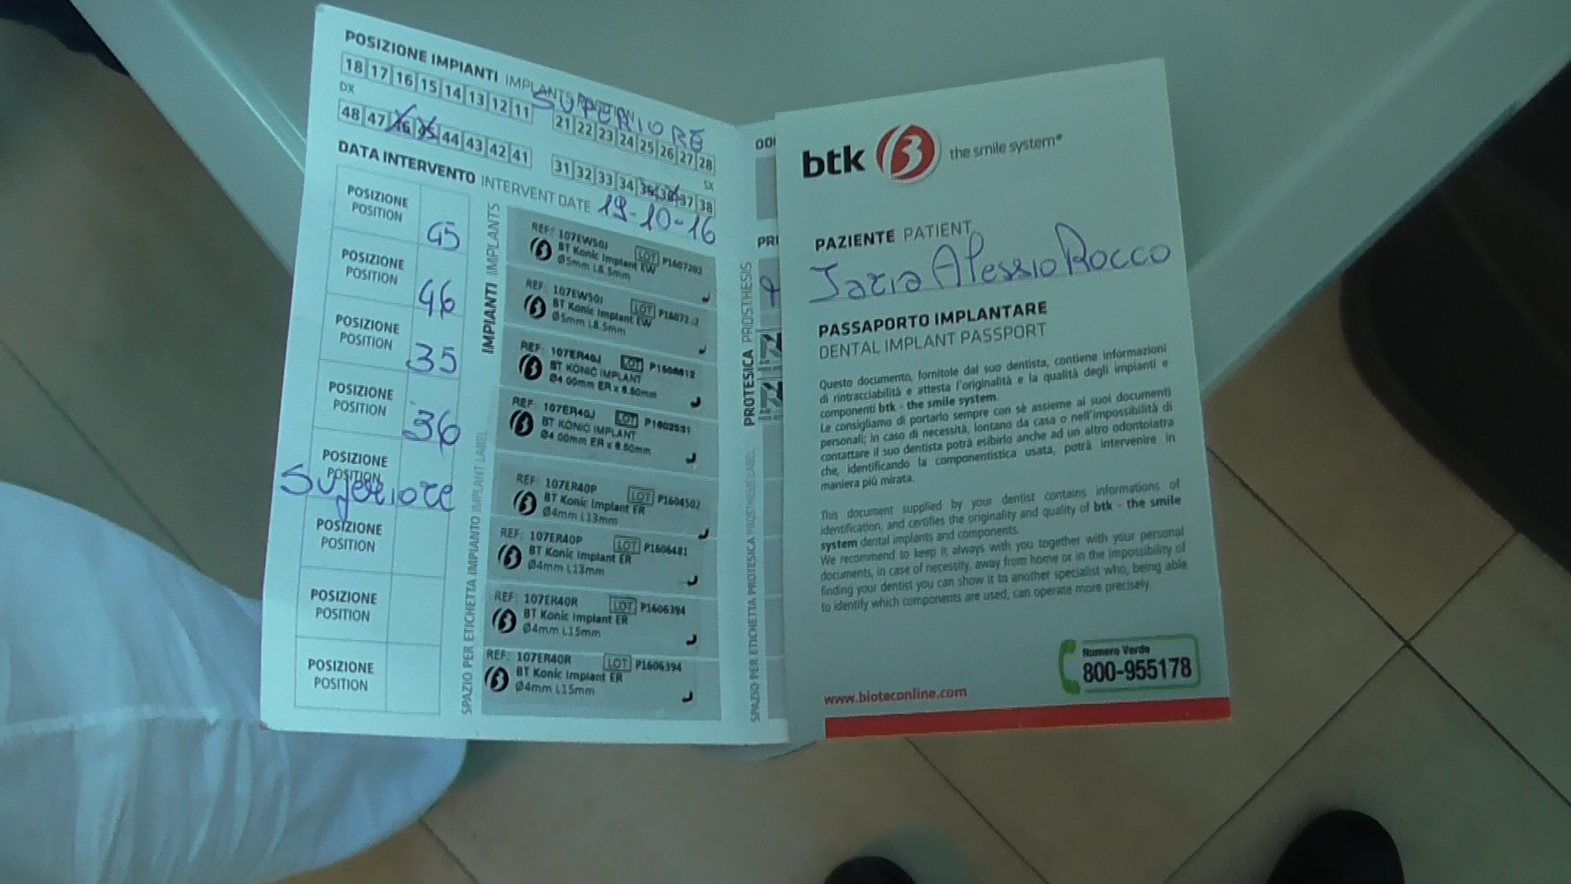 POSIZIONE IMPIANTI IMPLANTS
SUPERIORE
18 17 16 15 14 13 12 11 21 22 23 24 25 26 27 28
DX SX
48 47 46 45 44 43 42 41 31 32 33 34 35 36 37 38
DATA INTERVENTO INTERVENT DATE 19-10-16
POSIZIONE
POSITION
45
POSIZIONE
POSITION
46
POSIZIONE
POSITION
35
POSIZIONE
POSITION
36
POSIZIONE
POSITION
Superiore
POSIZIONE
POSITION
POSIZIONE
POSITION
POSIZIONE
POSITION
IMPIANTI IMPLANTS
SPAZIO PER ETICHETTA IMPIANTO IMPLANT LABEL
REF: 107EW50J LOT P1607202
BT Konic Implant EW
Ø5mm L8.5mm
REF: 107EW50J LOT
BT Konic Implant EW
Ø5mm L8.5mm
REF: 107ER40J LOT P1606612
BT KONIC IMPLANT
Ø4.00mm ER x 8.50mm
REF: 107ER40J LOT P1602531
BT KONIC IMPLANT
Ø4.00mm ER x 8.50mm
REF: 107ER40P LOT P1604502
BT Konic Implant ER
Ø4mm L13mm
REF: 107ER40P LOT P1606481
BT Konic Implant ER
Ø4mm L13mm
REF: 107ER40R LOT P1606394
BT Konic Implant ER
Ø4mm L15mm
REF: 107ER40R LOT P1606394
BT Konic Implant ER
Ø4mm L15mm
PROTESICA PROSTHESIS
SPAZIO PER ETICHETTA PROTESICA PROSTHESIS LABEL
btk the smile system®
PAZIENTE PATIENT
Iaria Alessio Rocco
PASSAPORTO IMPLANTARE
DENTAL IMPLANT PASSPORT
Questo documento, fornitole dal suo dentista, contiene informazioni
di rintracciabilità e attesta l'originalità e la qualità degli impianti e
componenti btk - the smile system.
Le consigliamo di portarlo sempre con sè assieme ai suoi documenti
personali; in caso di necessità, lontano da casa o nell'impossibilità di
contattare il suo dentista potrà esibirlo anche ad un altro odontoiatra
che, identificando la componentistica usata, potrà intervenire in
maniera più mirata.
This document supplied by your dentist contains informations of
identification, and certifies the originality and quality of btk - the smile
system dental implants and components.
We recommend to keep it always with you together with your personal
documents, in case of necessity, away from home or in the impossibility of
finding your dentist you can show it to another specialist who, being able
to identify which components are used, can operate more precisely.
Numero Verde
800-955178
www.bioteconline.com